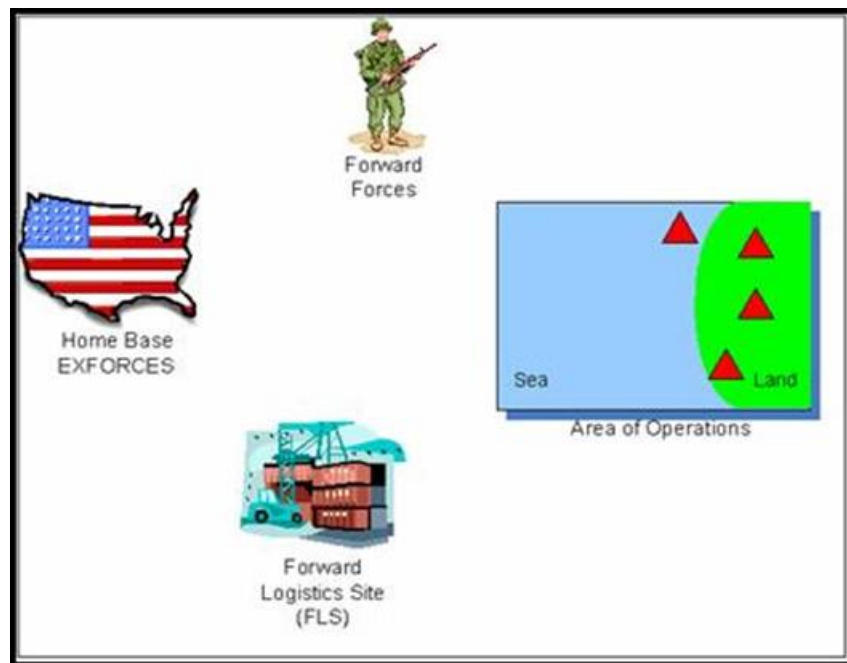 Forward
Forces
Home Base
EXFORCES
Sea
Land
Area of Operations
Forward
Logistics Site
(FLS)